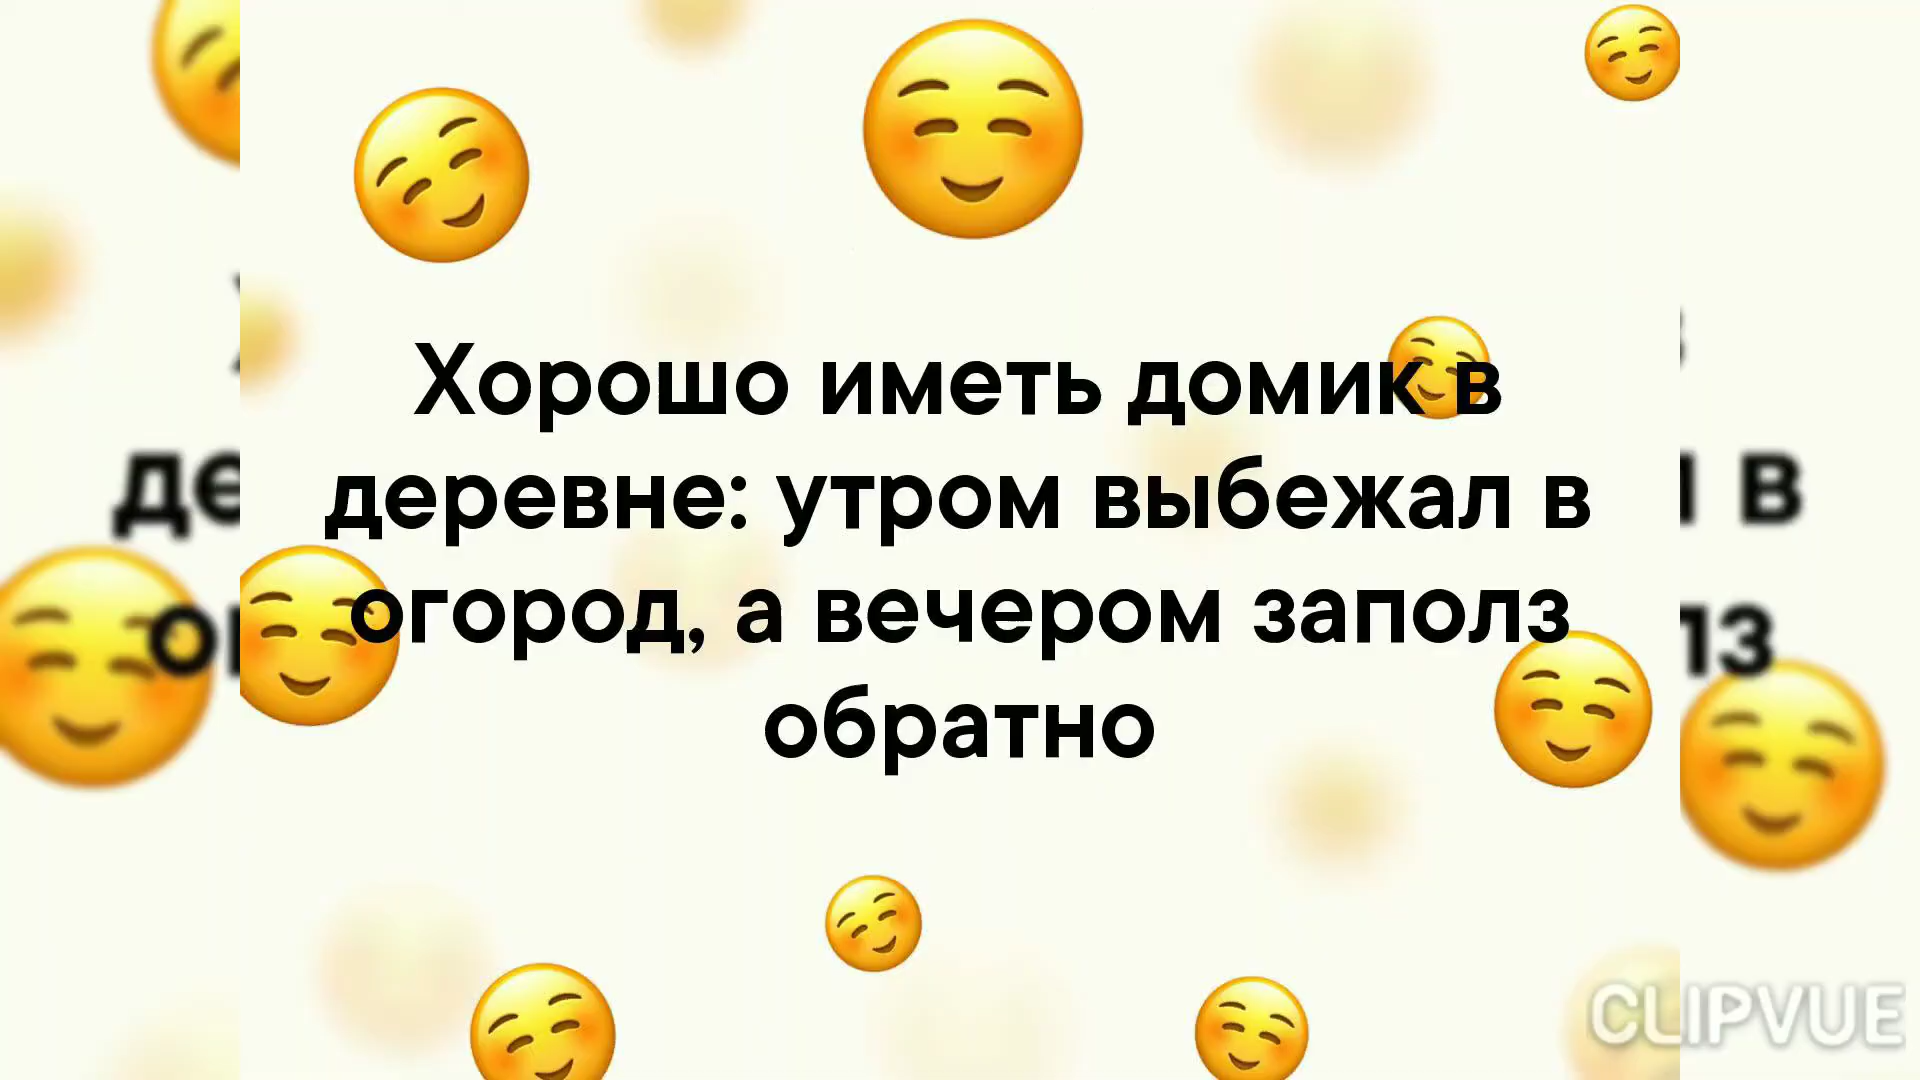 Хорошо иметь домик в
деревне: утром выбежал в
огород, а вечером заполз
обратно
CLIPVUE